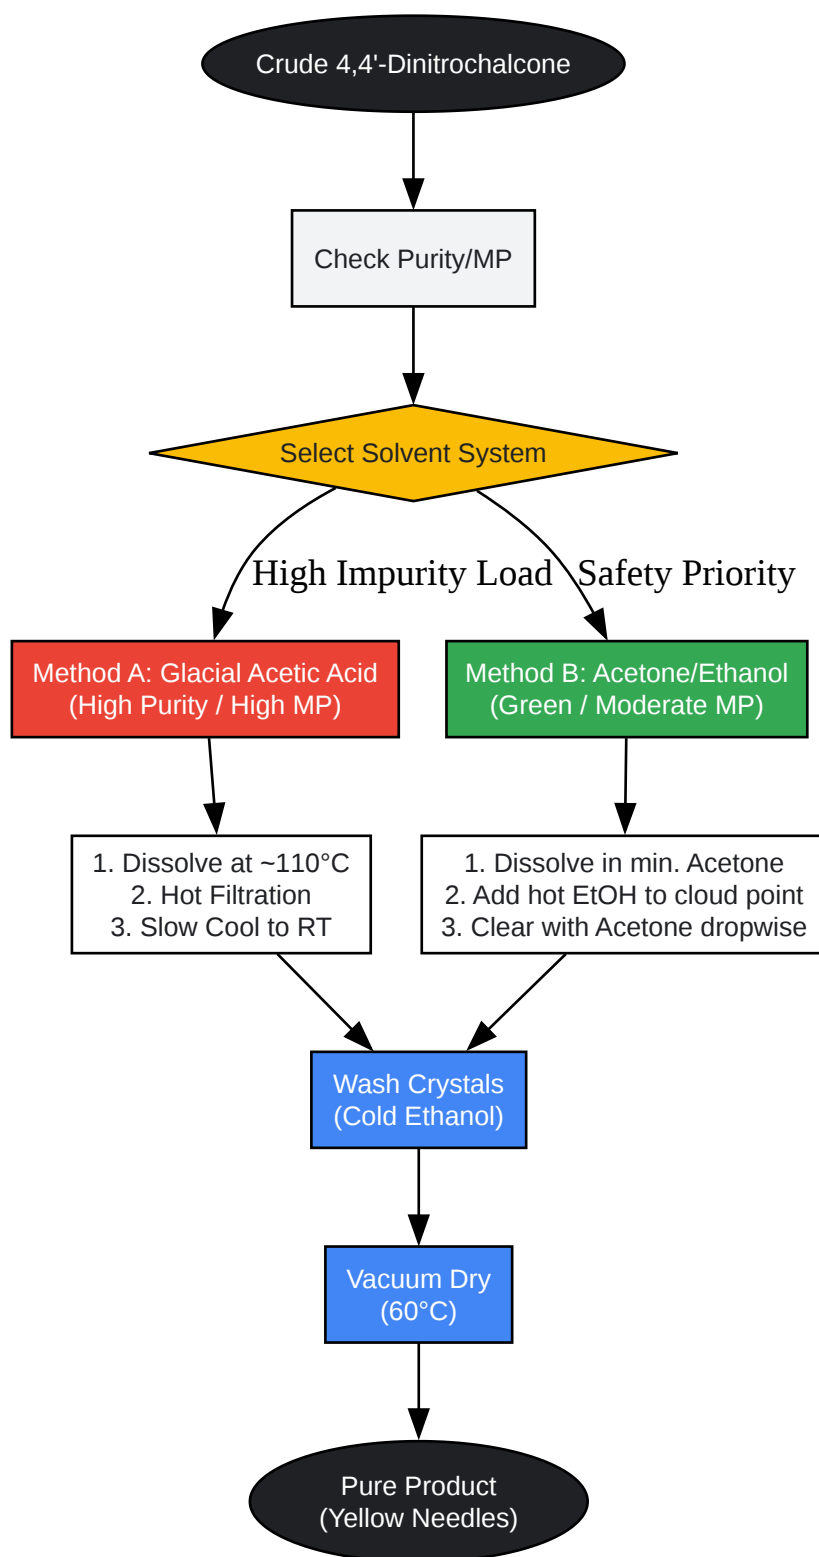 Crude 4,4'-Dinitrochalcone
Check Purity/MP
Select Solvent System
High Impurity Load
Safety Priority
Method A: Glacial Acetic Acid
(High Purity / High MP)
Method B: Acetone/Ethanol
(Green / Moderate MP)
1. Dissolve at ~110°C
2. Hot Filtration
3. Slow Cool to RT
1. Dissolve in min. Acetone
2. Add hot EtOH to cloud point
3. Clear with Acetone dropwise
Wash Crystals
(Cold Ethanol)
Vacuum Dry
(60°C)
Pure Product
(Yellow Needles)